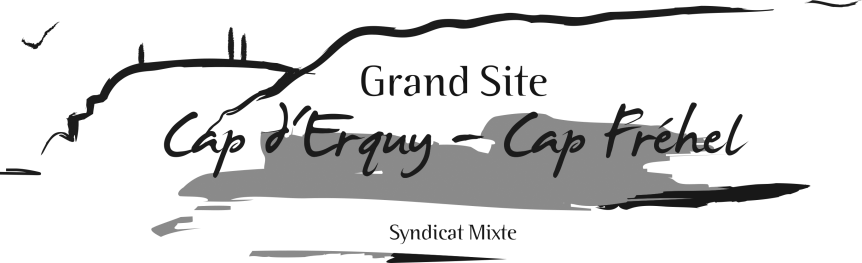 Grand Site
Cap d'Erquy – Cap Fréhel
Syndicat Mixte